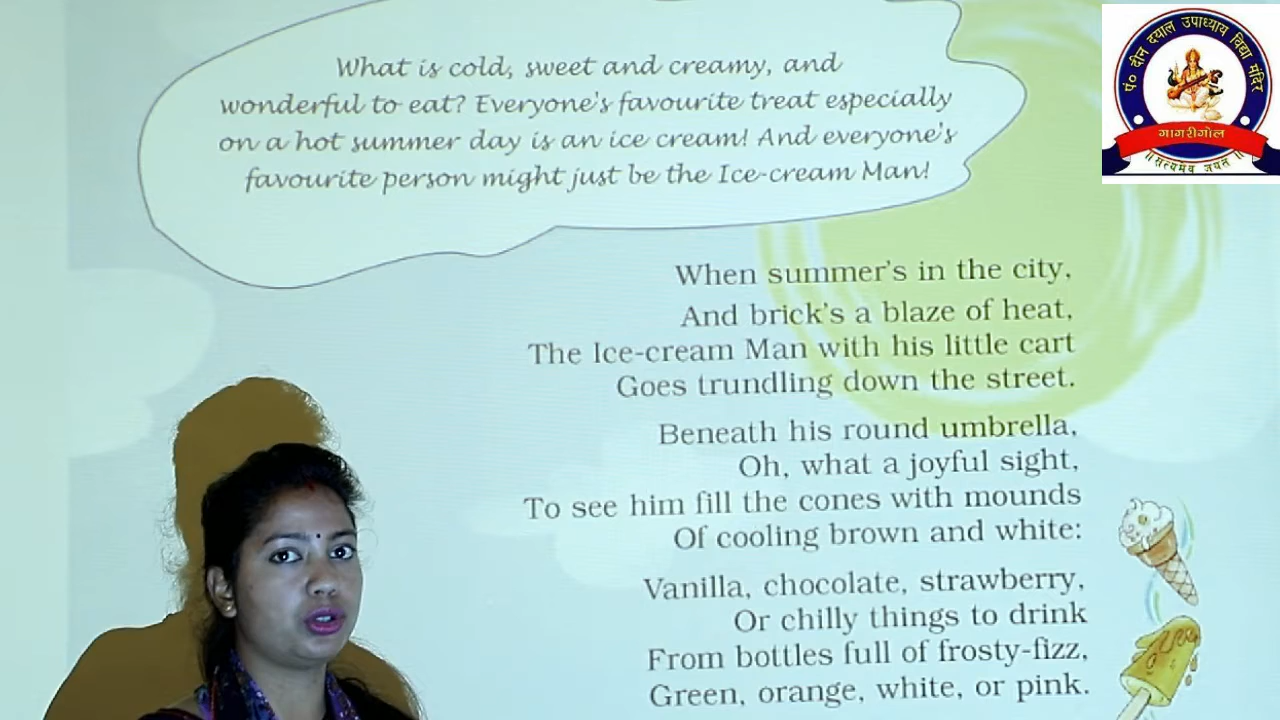 What is cold, sweet and creamy, and
wonderful to eat? Everyone's favourite treat especially
on a hot summer day is an ice cream! And everyone's
favourite person might just be the Ice-cream Man!
पं० दीन दयाल उपाध्याय विद्या मंदिर
गागरीगोल
॥ सत्यमेव जयते ॥
When summer's in the city,
And brick's a blaze of heat,
The Ice-cream Man with his little cart
Goes trundling down the street.
Beneath his round umbrella,
Oh, what a joyful sight,
To see him fill the cones with mounds
Of cooling brown and white:
Vanilla, chocolate, strawberry,
Or chilly things to drink
From bottles full of frosty-fizz,
Green, orange, white, or pink.